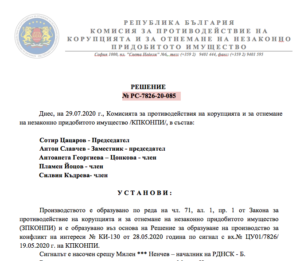 РЕПУБЛИКА БЪЛГАРИЯ
КОМИСИЯ ЗА ПРОТИВОДЕЙСТВИЕ НА
КОРУПЦИЯТА И ЗА ОТНЕМАНЕ НА НЕЗАКОННО
ПРИДОБИТОТО ИМУЩЕСТВО
РЕШЕНИЕ
№ РС-7826-20-085
Днес, на 29.07.2020 г., Комисията за противодействия на корупцията и за отнемане
на незаконно придобитото имущество /КПКОНПИ/, в състав:
Сотир Цацаров - Председател
Антон Славчев - Заместник - председател
Антоанета Георгиева – Цонкова - член
Пламен Йоцов - член
Силвия Къдрева- член
УСТАНОВИ:
Производството е образувано по реда на чл. 71, ал. 1, пр. 1 от Закона за
противодействие на корупцията и за отнемане на незаконно придобитото имущество
(ЗПКОНПИ) и е образувано въз основа на Решение за образуване на производство за
конфликт на интереси № КИ-130 от 28.05.2020 година по сигнал с вх.№ ЦУ01/7826/
19.05.2020 г. на КПКОНПИ.
Сигналът е насочен срещу Милен *** Пенчев – началник на РДНСК - Б.